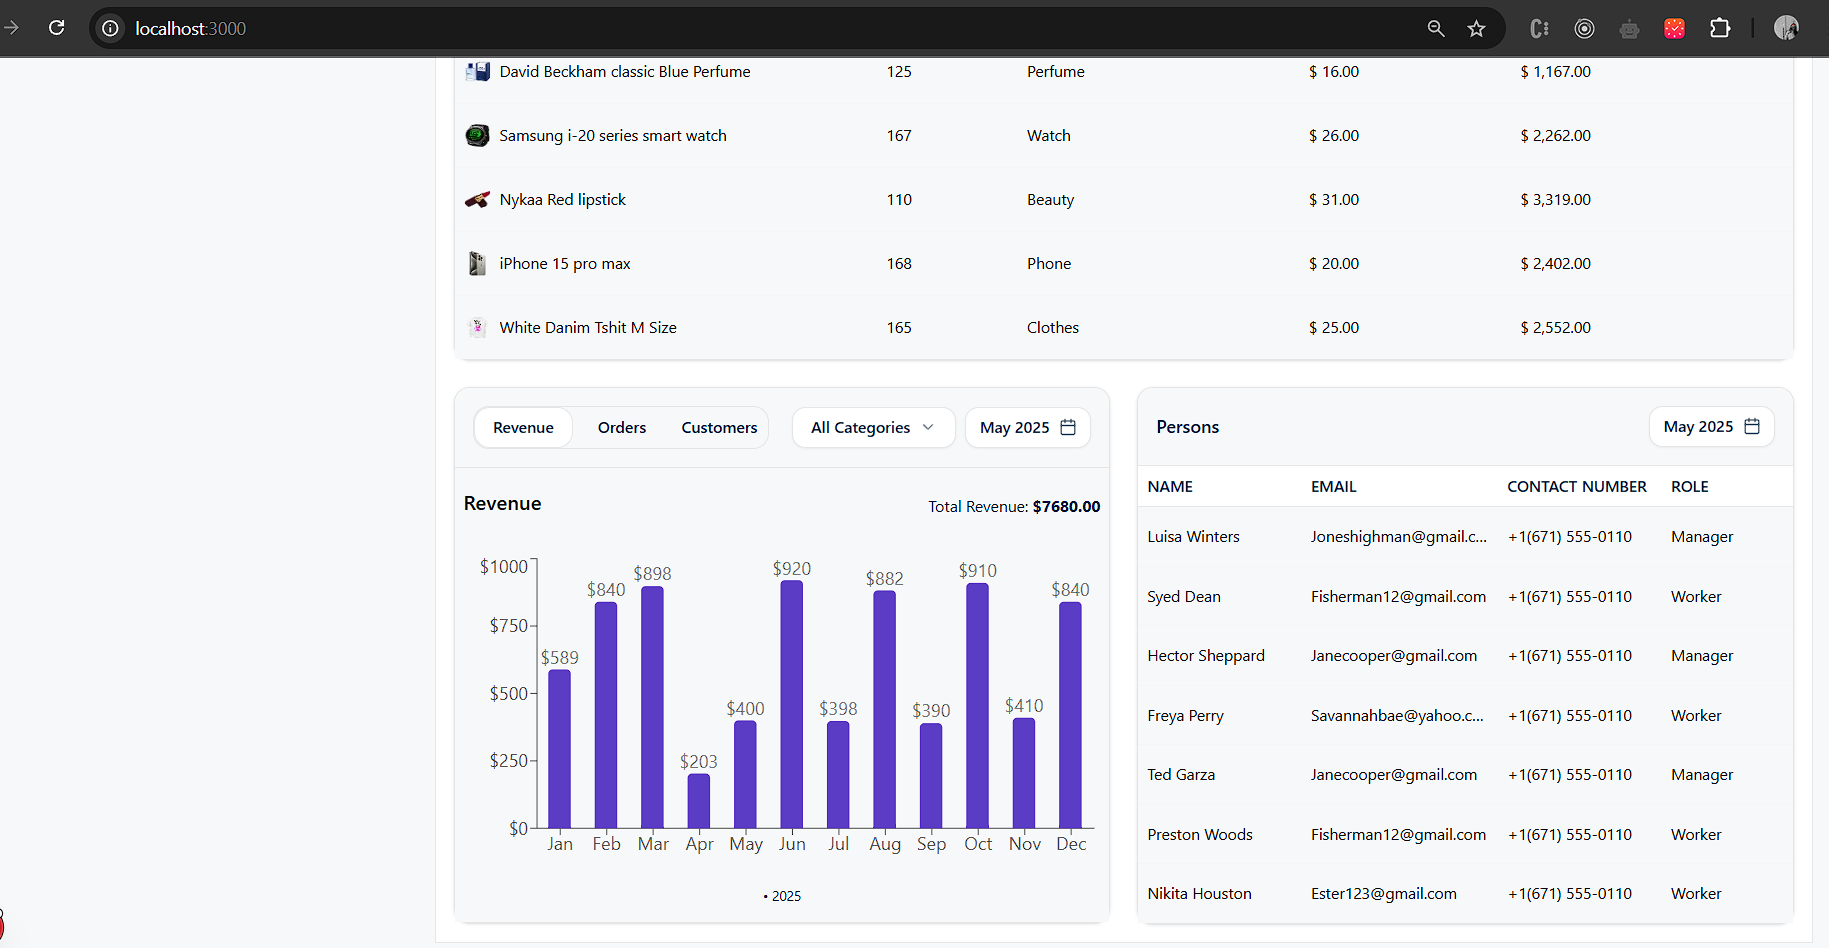 localhost:3000
David Beckham classic Blue Perfume 125 Perfume $ 16.00 $ 1,167.00
Samsung i-20 series smart watch 167 Watch $ 26.00 $ 2,262.00
Nykaa Red lipstick 110 Beauty $ 31.00 $ 3,319.00
iPhone 15 pro max 168 Phone $ 20.00 $ 2,402.00
White Danim Tshit M Size 165 Clothes $ 25.00 $ 2,552.00
Revenue Orders Customers All Categories May 2025
Revenue
Total Revenue: $7680.00
$1000
$750
$500
$250
$0
$589
$840
$898
$203
$400
$920
$398
$882
$390
$910
$410
$840
Jan Feb Mar Apr May Jun Jul Aug Sep Oct Nov Dec
• 2025
Persons May 2025
NAME EMAIL CONTACT NUMBER ROLE
Luisa Winters Joneshighman@gmail.c... +1(671) 555-0110 Manager
Syed Dean Fisherman12@gmail.com +1(671) 555-0110 Worker
Hector Sheppard Janecooper@gmail.com +1(671) 555-0110 Manager
Freya Perry Savannahbae@yahoo.c... +1(671) 555-0110 Worker
Ted Garza Janecooper@gmail.com +1(671) 555-0110 Manager
Preston Woods Fisherman12@gmail.com +1(671) 555-0110 Worker
Nikita Houston Ester123@gmail.com +1(671) 555-0110 Worker